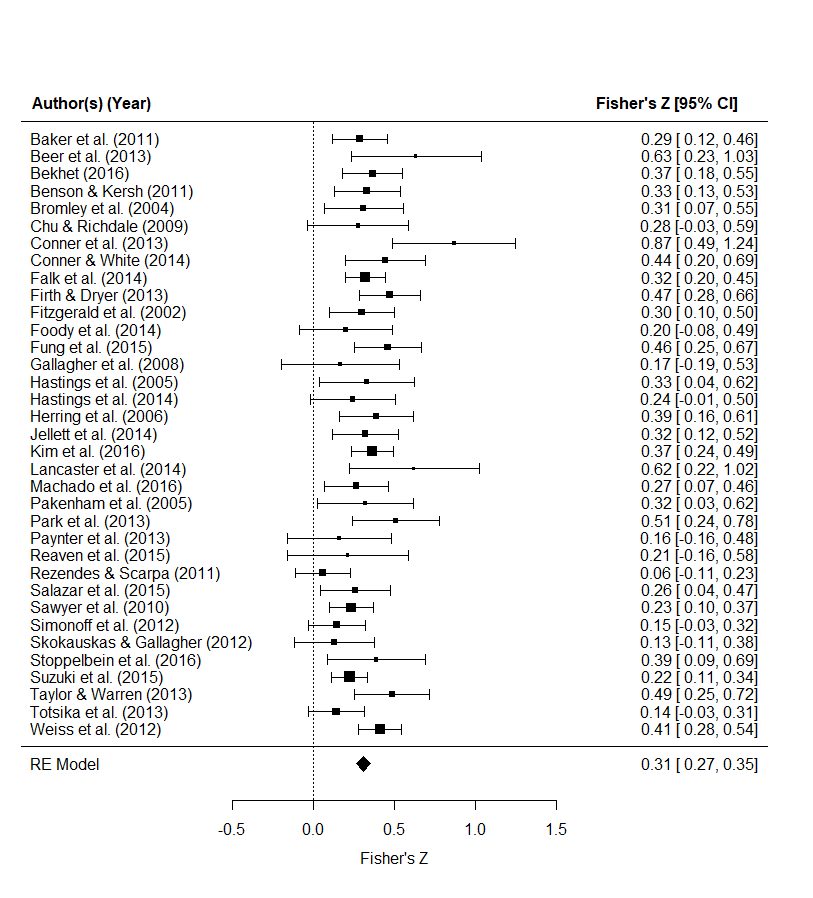 Author(s) (Year) Fisher's Z [95% CI]
Baker et al. (2011) 0.29 [ 0.12, 0.46]
Beer et al. (2013) 0.63 [ 0.23, 1.03]
Bekhet (2016) 0.37 [ 0.18, 0.55]
Benson & Kersh (2011) 0.33 [ 0.13, 0.53]
Bromley et al. (2004) 0.31 [ 0.07, 0.55]
Chu & Richdale (2009) 0.28 [-0.03, 0.59]
Conner et al. (2013) 0.87 [ 0.49, 1.24]
Conner & White (2014) 0.44 [ 0.20, 0.69]
Falk et al. (2014) 0.32 [ 0.20, 0.45]
Firth & Dryer (2013) 0.47 [ 0.28, 0.66]
Fitzgerald et al. (2002) 0.30 [ 0.10, 0.50]
Foody et al. (2014) 0.20 [-0.08, 0.49]
Fung et al. (2015) 0.46 [ 0.25, 0.67]
Gallagher et al. (2008) 0.17 [-0.19, 0.53]
Hastings et al. (2005) 0.33 [ 0.04, 0.62]
Hastings et al. (2014) 0.24 [-0.01, 0.50]
Herring et al. (2006) 0.39 [ 0.16, 0.61]
Jellett et al. (2014) 0.32 [ 0.12, 0.52]
Kim et al. (2016) 0.37 [ 0.24, 0.49]
Lancaster et al. (2014) 0.62 [ 0.22, 1.02]
Machado et al. (2016) 0.27 [ 0.07, 0.46]
Pakenham et al. (2005) 0.32 [ 0.03, 0.62]
Park et al. (2013) 0.51 [ 0.24, 0.78]
Paynter et al. (2013) 0.16 [-0.16, 0.48]
Reaven et al. (2015) 0.21 [-0.16, 0.58]
Rezendes & Scarpa (2011) 0.06 [-0.11, 0.23]
Salazar et al. (2015) 0.26 [ 0.04, 0.47]
Sawyer et al. (2010) 0.23 [ 0.10, 0.37]
Simonoff et al. (2012) 0.15 [-0.03, 0.32]
Skokauskas & Gallagher (2012) 0.13 [-0.11, 0.38]
Stoppelbein et al. (2016) 0.39 [ 0.09, 0.69]
Suzuki et al. (2015) 0.22 [ 0.11, 0.34]
Taylor & Warren (2013) 0.49 [ 0.25, 0.72]
Totsika et al. (2013) 0.14 [-0.03, 0.31]
Weiss et al. (2012) 0.41 [ 0.28, 0.54]
RE Model 0.31 [ 0.27, 0.35]
-0.5 0.0 0.5 1.0 1.5
Fisher's Z